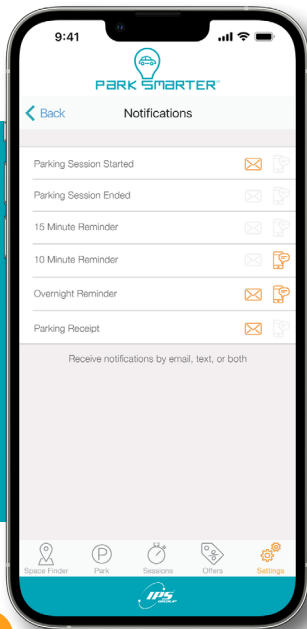 9:41
PARK SMARTER™
Back Notifications
Parking Session Started
Parking Session Ended
15 Minute Reminder
10 Minute Reminder
Overnight Reminder
Parking Receipt
Receive notifications by email, text, or both
P
Space Finder Park Sessions Offers Settings
IPS
GROUP